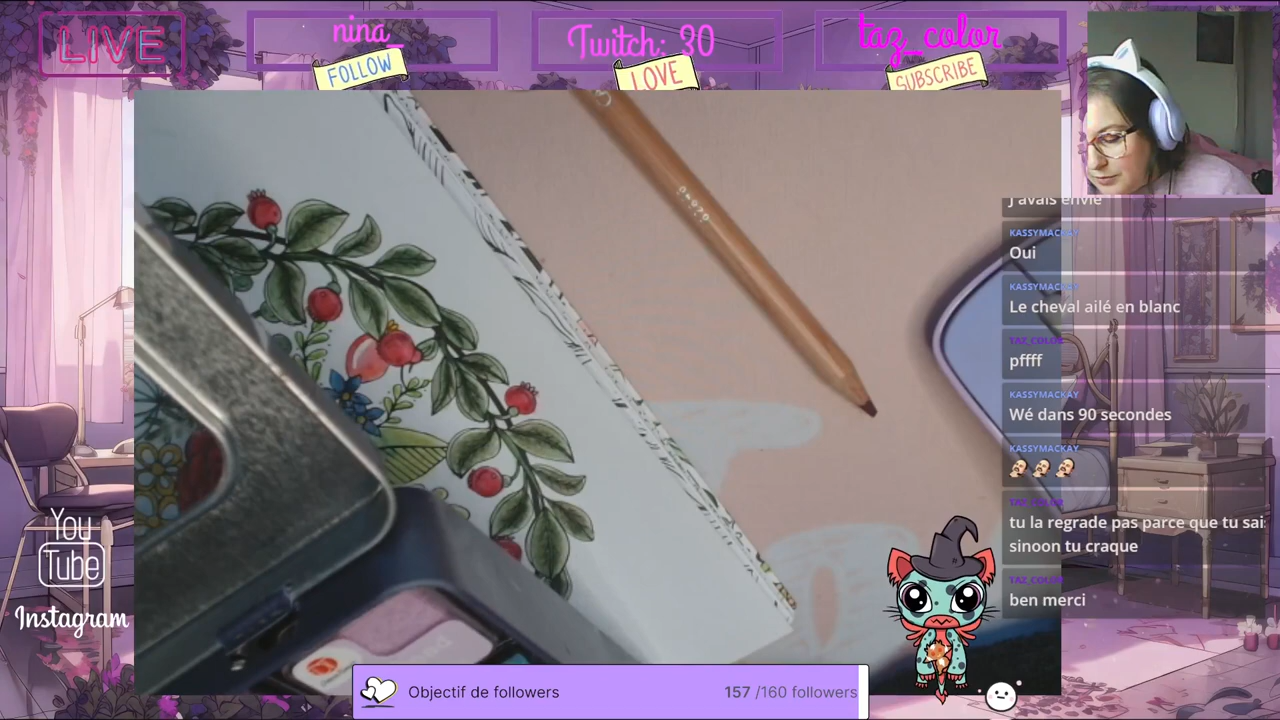 LIVE
nina_
FOLLOW
Twitch: 30
LOVE
taz_color
SUBSCRIBE
J'avais envie
KASSYMACKAY
Oui
KASSYMACKAY
Le cheval ailé en blanc
TAZ_COLOR
pffff
KASSYMACKAY
Wé dans 90 secondes
KASSYMACKAY
TAZ_COLOR
tu la regrade pas parce que tu sai
sinoon tu craque
TAZ_COLOR
ben merci
You
Tube
Instagram
Objectif de followers
157 /160 followers